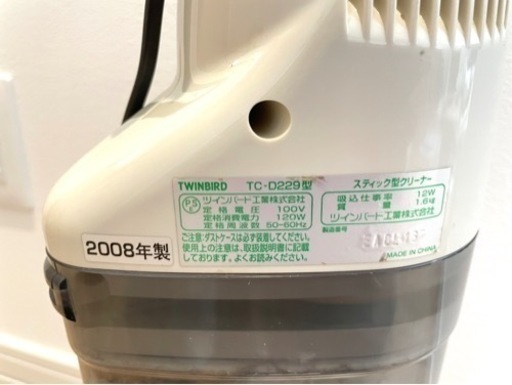 TWINBIRD TC-D229型
ツインバード工業株式会社
定格電圧 100V
定格消費電力 120W
定格周波数 50-60Hz
ご注意:ダストケースは必ず装着してください。
使用上の注意は、取扱説明書に記載
しております。よくお読みください。
スティック型クリーナー
吸込仕事率 12W
質量 1.6kg
ツインバード工業株式会社
製造番号
MADE IN CHINA
2008年製